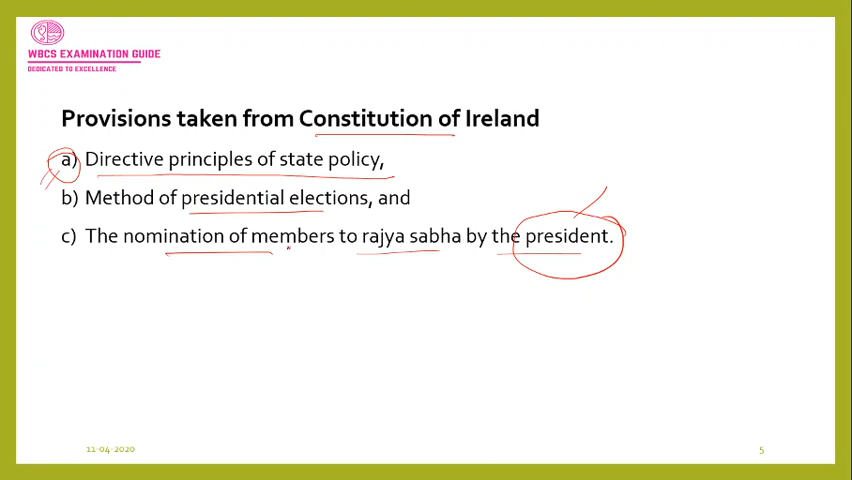 WBCS EXAMINATION GUIDE
DEDICATED TO EXCELLENCE
Provisions taken from Constitution of Ireland
a) Directive principles of state policy,
b) Method of presidential elections, and
c) The nomination of members to rajya sabha by the president.
11-04-2020
5